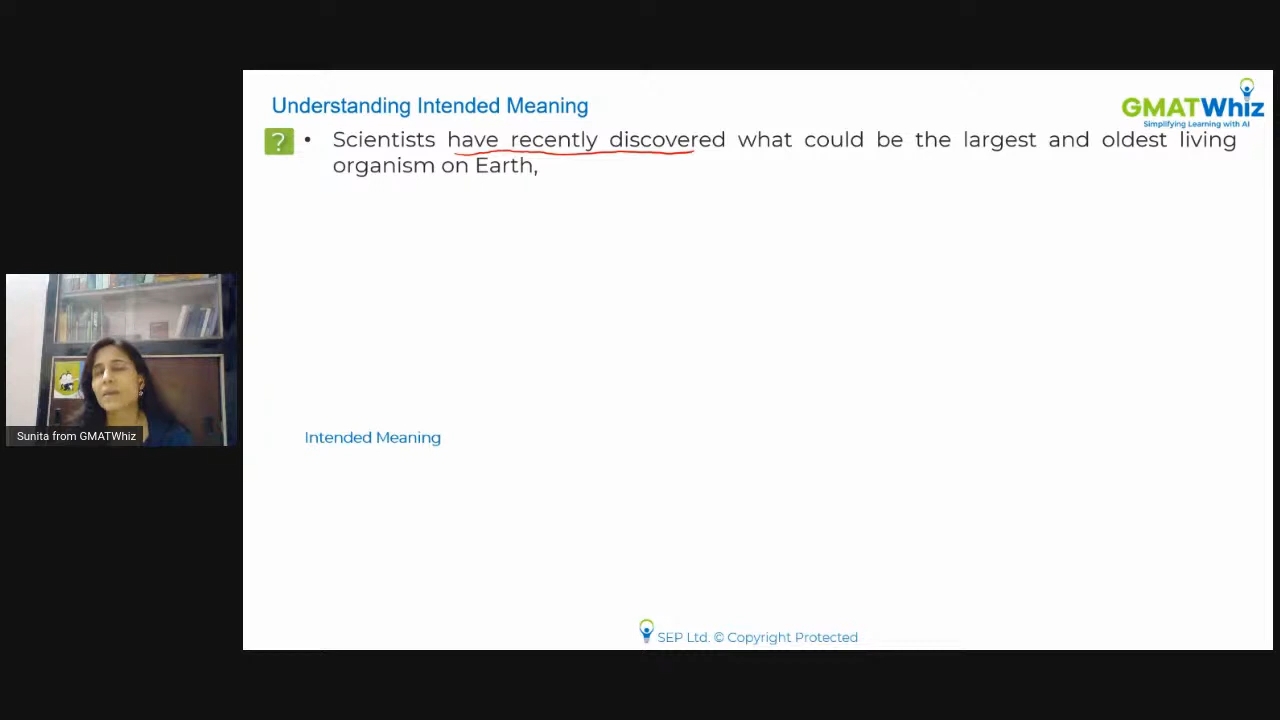 Understanding Intended Meaning
GMATWhiz
Simplifying Learning with AI
?
• Scientists have recently discovered what could be the largest and oldest living
organism on Earth,
Sunita from GMATWhiz
Intended Meaning
SEP Ltd. © Copyright Protected